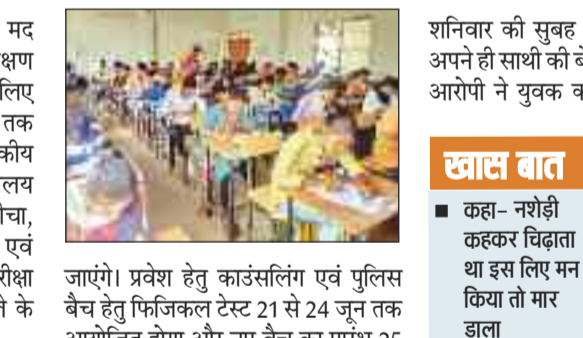 मद
क्षण
लिए
तक
कीय
लय
ीचा,
एवं
रीक्षा
े के
जाएंगे। प्रवेश हेतु काउंसलिंग एवं पुलिस
बैच हेतु फिजिकल टेस्ट 21 से 24 जून तक
शनिवार की सुबह
अपने ही साथी की
आरोपी ने युवक
खास बात
■ कहा– नशेड़ी
कहकर चिढ़ाता
था इस लिए मन
किया तो मार
डाला